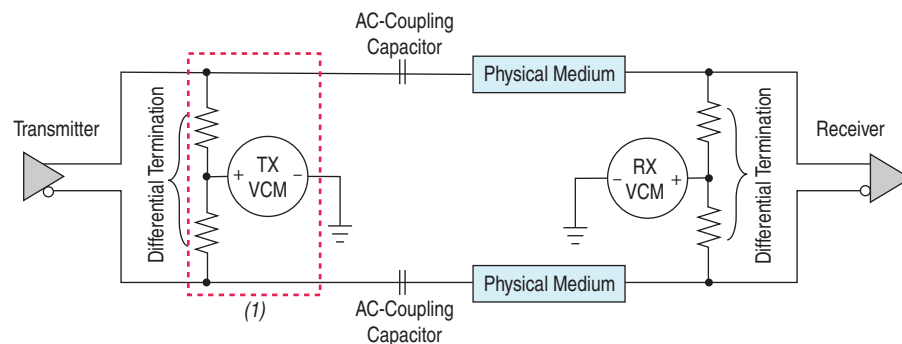 AC-Coupling
Capacitor
Physical Medium
Transmitter
Differential Termination
+ TX −
VCM
− RX +
VCM
Differential Termination
Receiver
Physical Medium
(1)
AC-Coupling
Capacitor